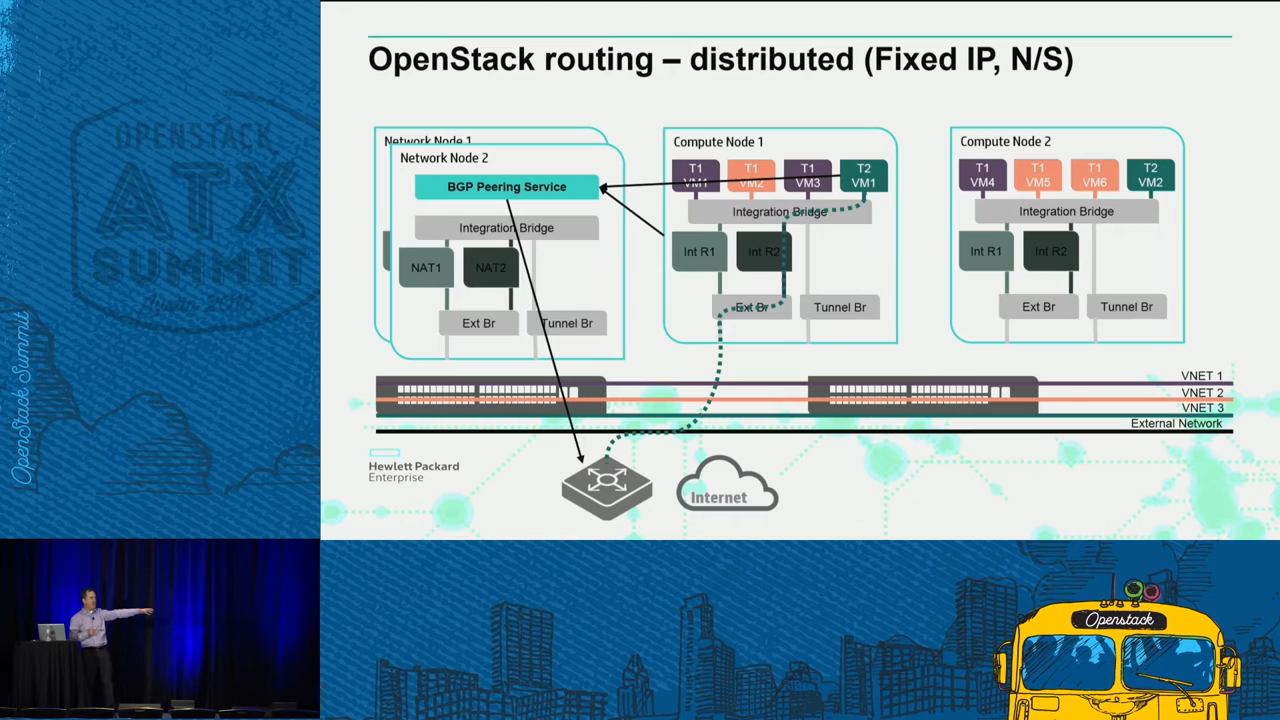 OpenStack routing – distributed (Fixed IP, N/S)
Network Node 1
Network Node 2
BGP Peering Service
Integration Bridge
NAT1
NAT2
Ext Br
Tunnel Br
Compute Node 1
T1
VM1
T1
VM2
T1
VM3
T2
VM1
Integration Bridge
Int R1
Int R2
Ext Br
Tunnel Br
Compute Node 2
T1
VM4
T1
VM5
T1
VM6
T2
VM2
Integration Bridge
Int R1
Int R2
Ext Br
Tunnel Br
VNET 1
VNET 2
VNET 3
External Network
Hewlett Packard
Enterprise
Internet
OPENSTACK
ATX
SUMMIT
OpenStack Summit
Openstack